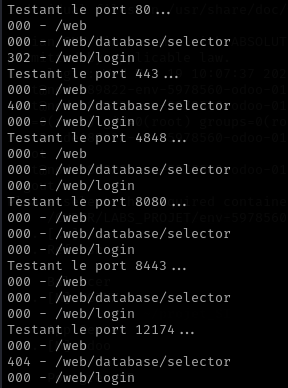 Testant le port 80...
000 - /web
000 - /web/database/selector
302 - /web/login
Testant le port 443...
000 - /web
400 - /web/database/selector
000 - /web/login
Testant le port 4848...
000 - /web
000 - /web/database/selector
000 - /web/login
Testant le port 8080...
000 - /web
000 - /web/database/selector
000 - /web/login
Testant le port 8443...
000 - /web
000 - /web/database/selector
000 - /web/login
Testant le port 12174...
000 - /web
404 - /web/database/selector
000 - /web/login